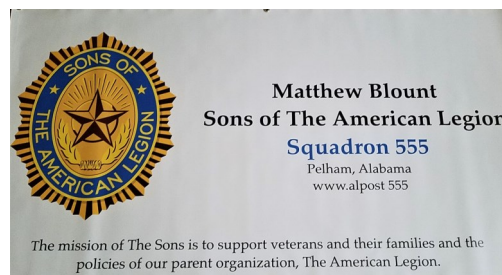 SONS OF
THE AMERICAN LEGION
Matthew Blount
Sons of The American Legion
Squadron 555
Pelham, Alabama
www.alpost 555
The mission of The Sons is to support veterans and their families and the
policies of our parent organization, The American Legion.